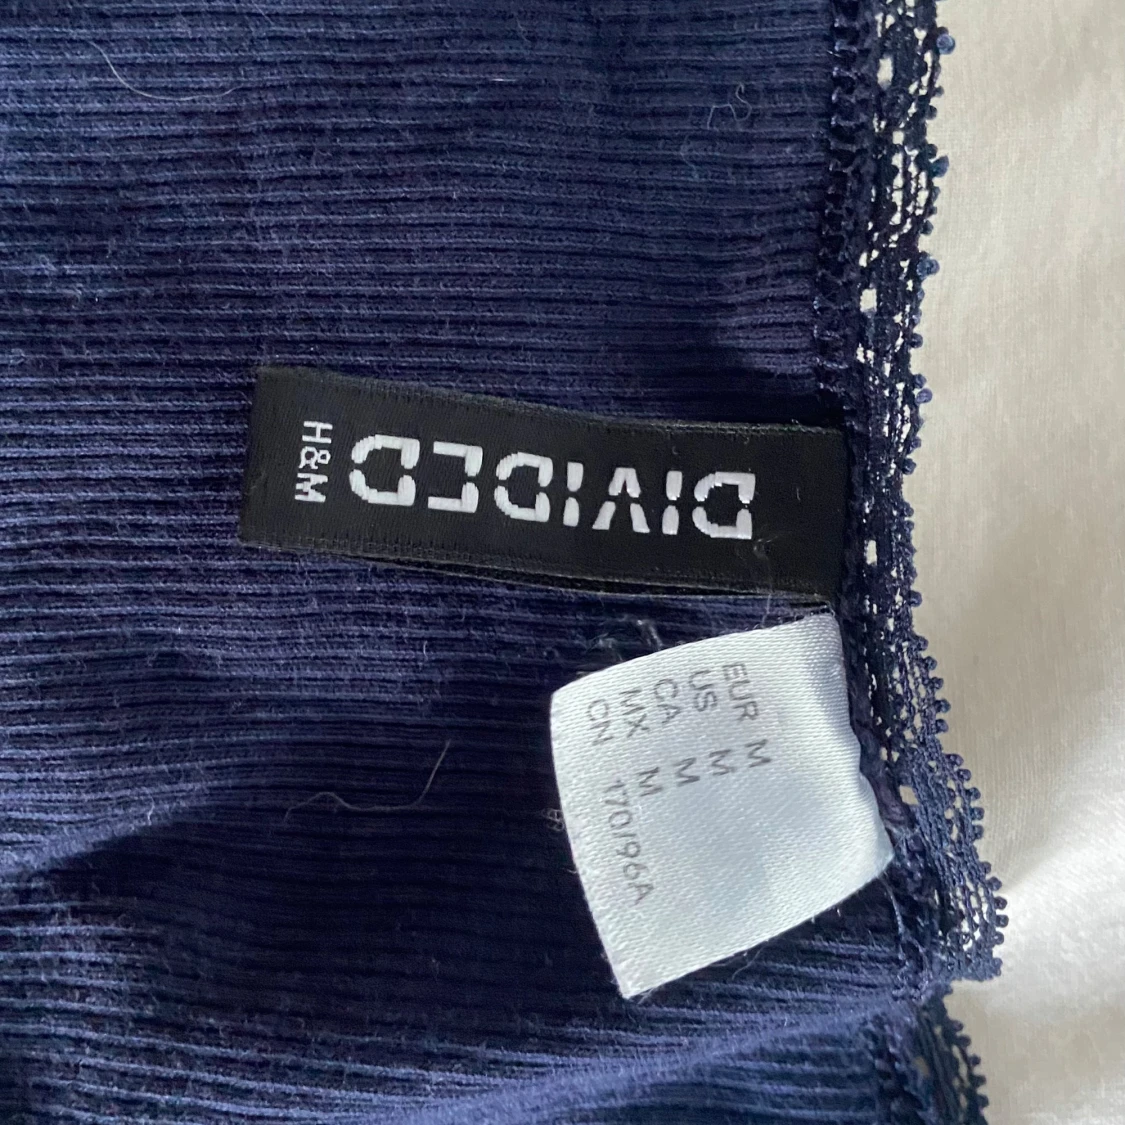 DIVIDED
H&M
EUR M
US M
CA M
MX M
CN 170/96A